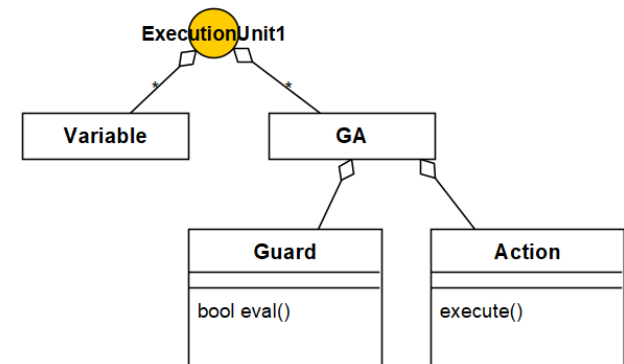 ExecutionUnit1
* *
Variable GA
Guard Action
bool eval() execute()